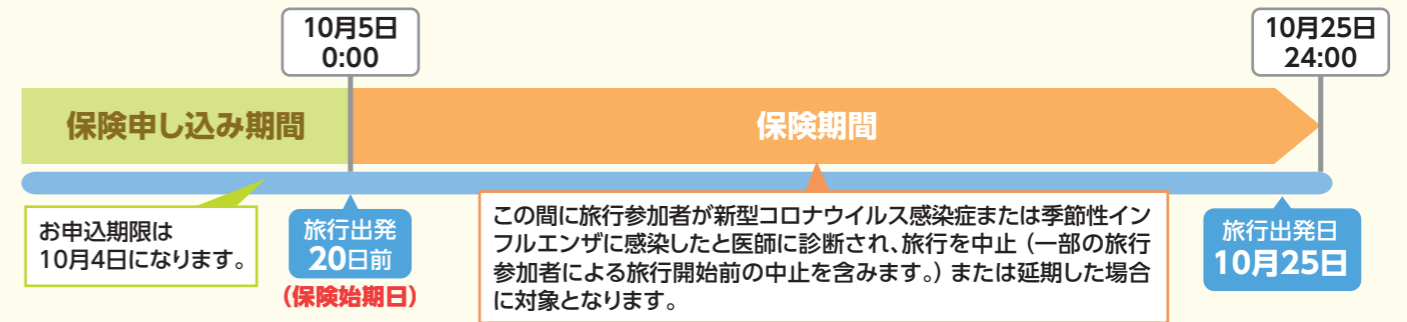 10月5日
0:00
10月25日
24:00
保険申し込み期間
保険期間
お申込期限は
10月4日になります。
旅行出発
20日前
(保険始期日)
この間に旅行参加者が新型コロナウイルス感染症または季節性イン
フルエンザに感染したと医師に診断され、旅行を中止（一部の旅行
参加者による旅行開始前の中止を含みます。）または延期した場合
に対象となります。
旅行出発日
10月25日